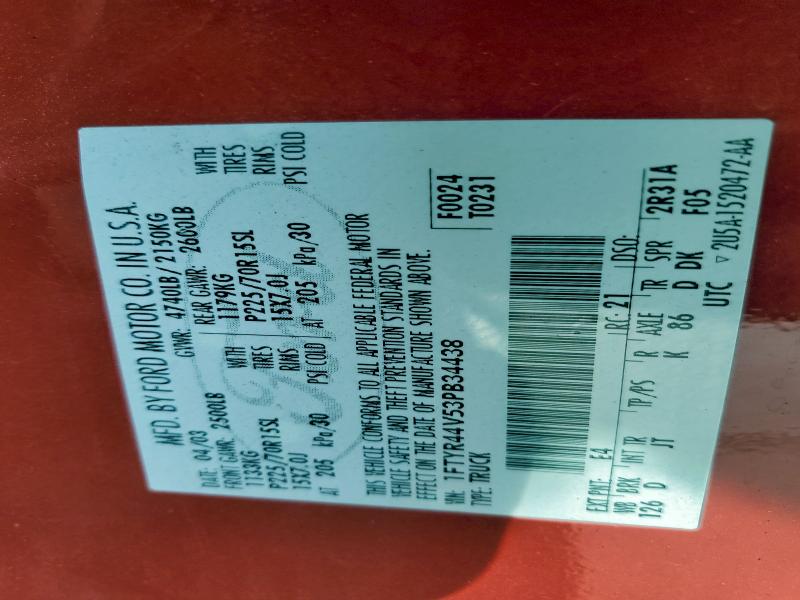 MFD. BY FORD MOTOR CO. IN U.S.A.
DATE: 04/03 GVWR: 4740LB/ 2150KG
FRONT GAWR: 2500LB REAR GAWR: 2600LB
1133KG WITH 1179KG WITH
P225/70R15SL TIRES P225/70R15SL TIRES
15X7.0J RIMS 15X7.0J RIMS
AT 205 kPa/30 PSI COLD AT 205 kPa/30 PSI COLD
THIS VEHICLE CONFORMS TO ALL APPLICABLE FEDERAL MOTOR
VEHICLE SAFETY AND THEFT PREVENTION STANDARDS IN
EFFECT ON THE DATE OF MANUFACTURE SHOWN ABOVE.
VIN: 1FTYR44V53PB34438 F0024
TYPE: TRUCK T0231
EXT PNT: E4 RC: 21 DSO:
WB BRK INT TR TP/PS R AXLE TR SPR 2R31A
126 D JT K 86 D DK F05
UTC ▽ 2U5A-1520472-AA